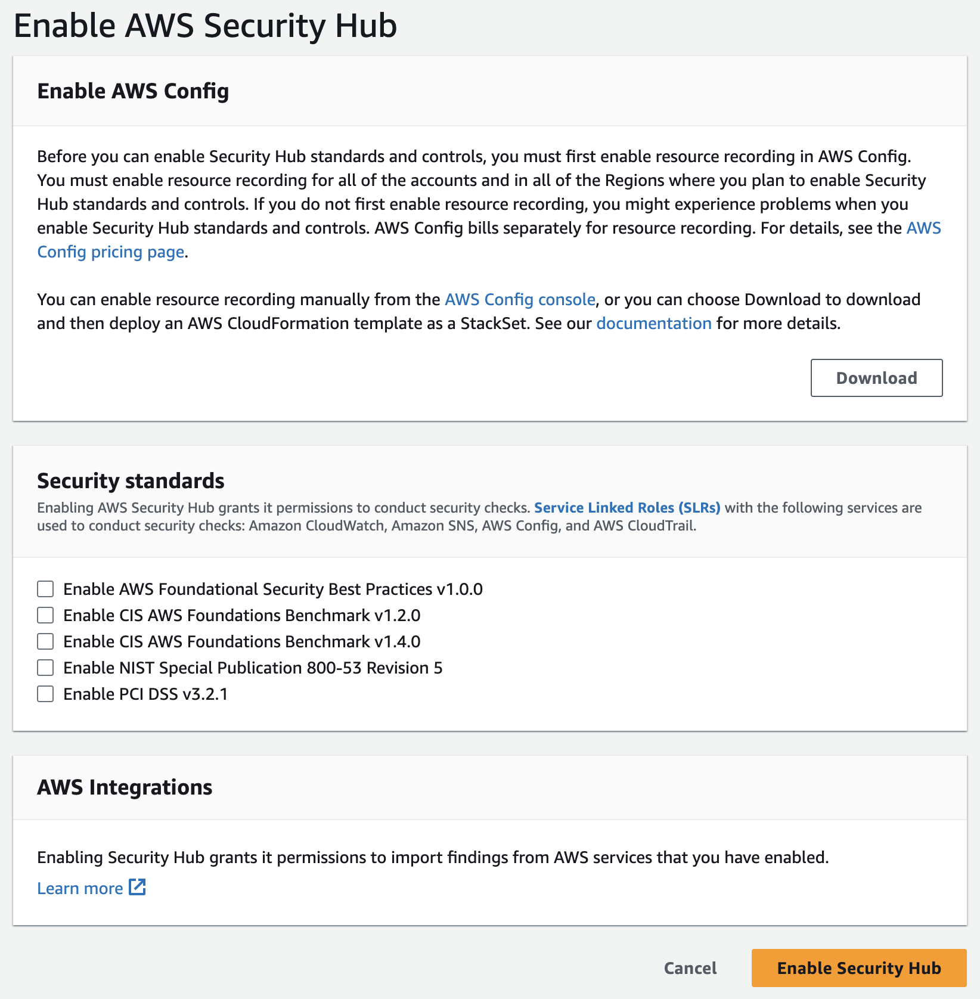 Enable AWS Security Hub
Enable AWS Config
Before you can enable Security Hub standards and controls, you must first enable resource recording in AWS Config.
You must enable resource recording for all of the accounts and in all of the Regions where you plan to enable Security
Hub standards and controls. If you do not first enable resource recording, you might experience problems when you
enable Security Hub standards and controls. AWS Config bills separately for resource recording. For details, see the AWS
Config pricing page.
You can enable resource recording manually from the AWS Config console, or you can choose Download to download
and then deploy an AWS CloudFormation template as a StackSet. See our documentation for more details.
Download
Security standards
Enabling AWS Security Hub grants it permissions to conduct security checks. Service Linked Roles (SLRs) with the following services are
used to conduct security checks: Amazon CloudWatch, Amazon SNS, AWS Config, and AWS CloudTrail.
Enable AWS Foundational Security Best Practices v1.0.0
Enable CIS AWS Foundations Benchmark v1.2.0
Enable CIS AWS Foundations Benchmark v1.4.0
Enable NIST Special Publication 800-53 Revision 5
Enable PCI DSS v3.2.1
AWS Integrations
Enabling Security Hub grants it permissions to import findings from AWS services that you have enabled.
Learn more
Cancel
Enable Security Hub